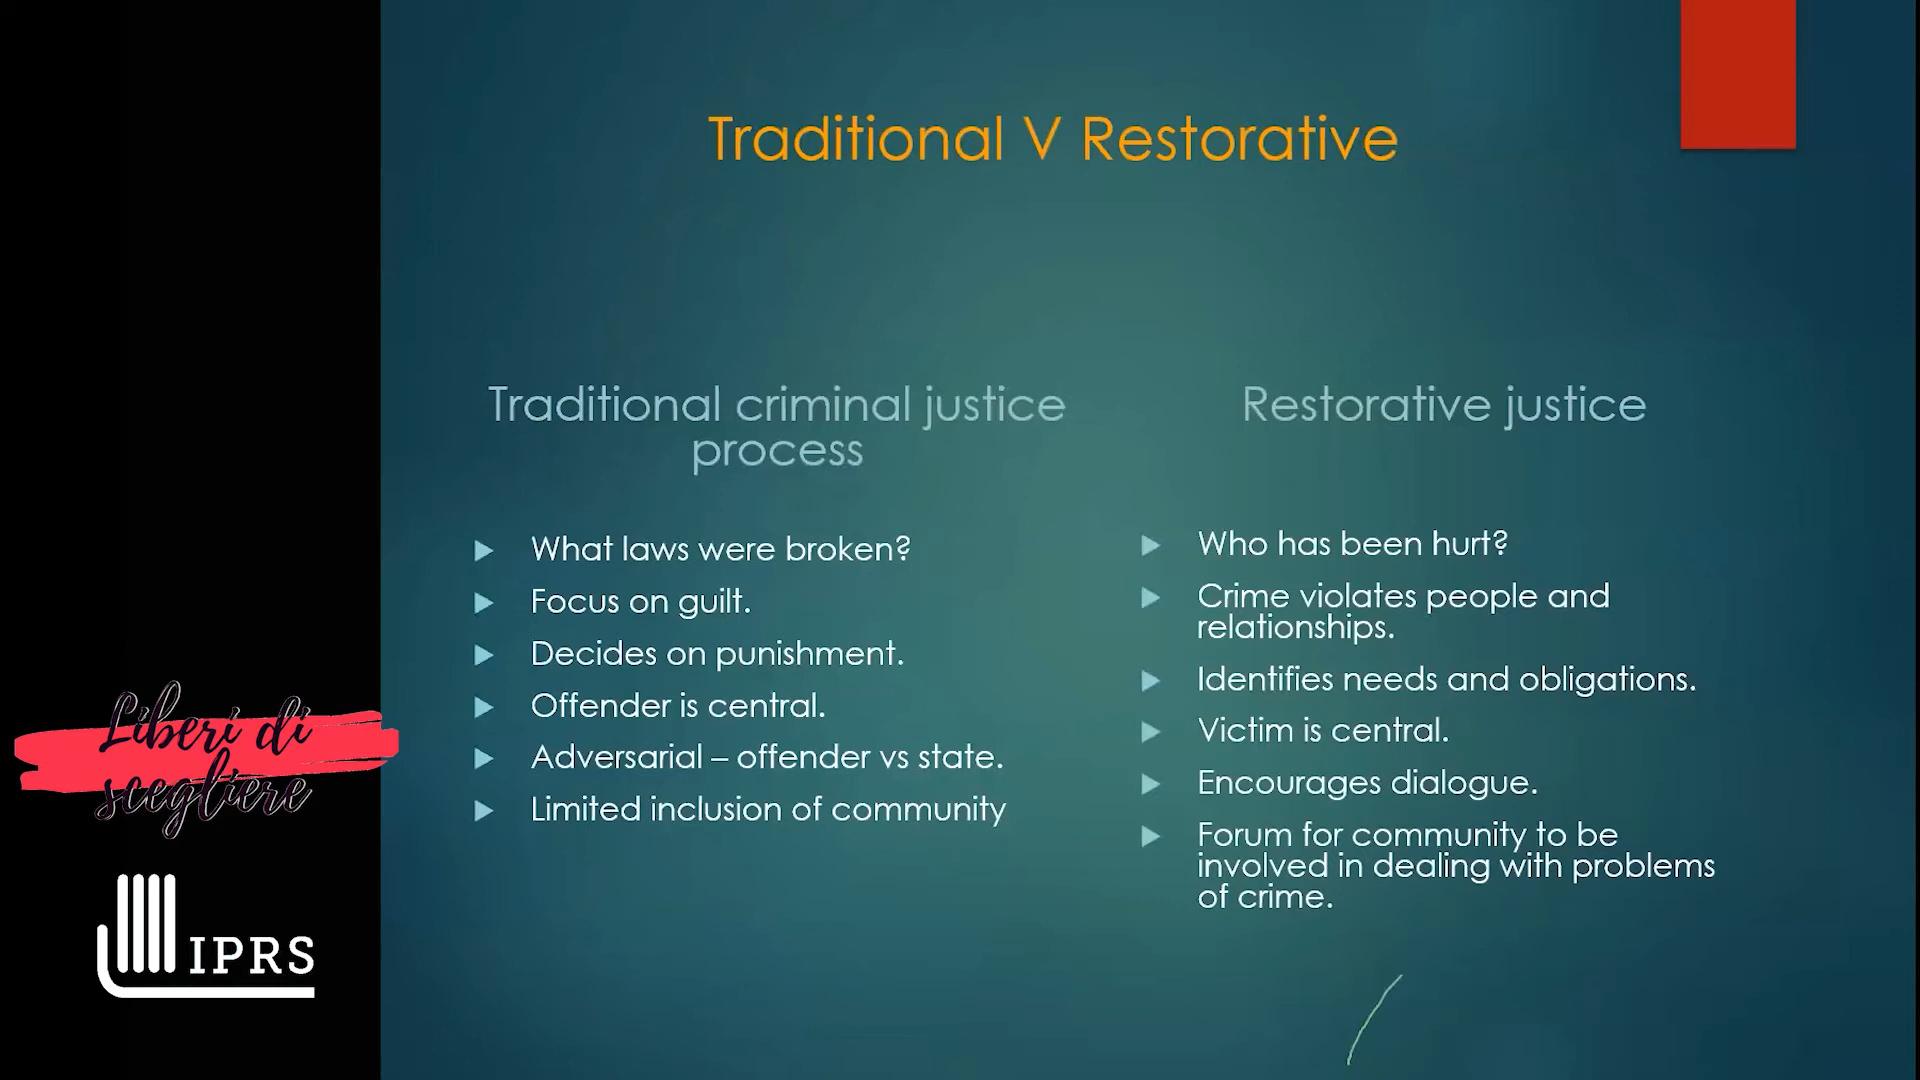 Traditional V Restorative
Traditional criminal justice
process
What laws were broken?
Focus on guilt.
Decides on punishment.
Offender is central.
Adversarial – offender vs state.
Limited inclusion of community
Restorative justice
Who has been hurt?
Crime violates people and
relationships.
Identifies needs and obligations.
Victim is central.
Encourages dialogue.
Forum for community to be
involved in dealing with problems
of crime.
Liberi di
scegliere
IPRS